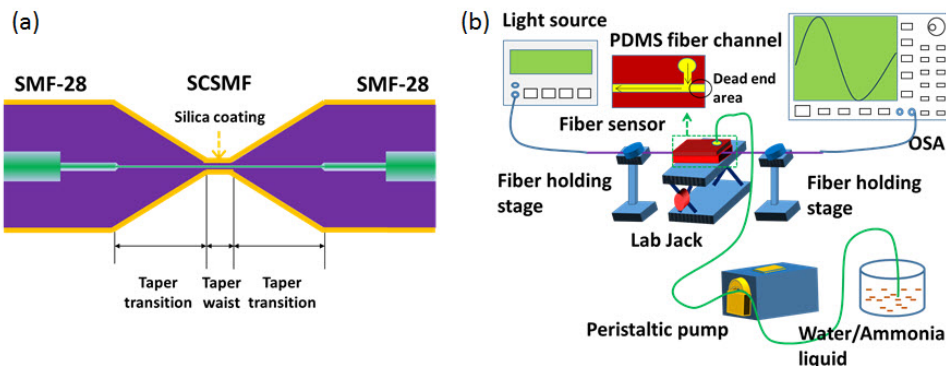 (a)
SMF-28
SCSMF
SMF-28
Silica coating
Taper
transition
Taper
waist
Taper
transition
(b)
Light source
PDMS fiber channel
Dead end
area
Fiber sensor
OSA
Fiber holding
stage
Fiber holding
stage
Lab Jack
Peristaltic pump
Water/Ammonia
liquid